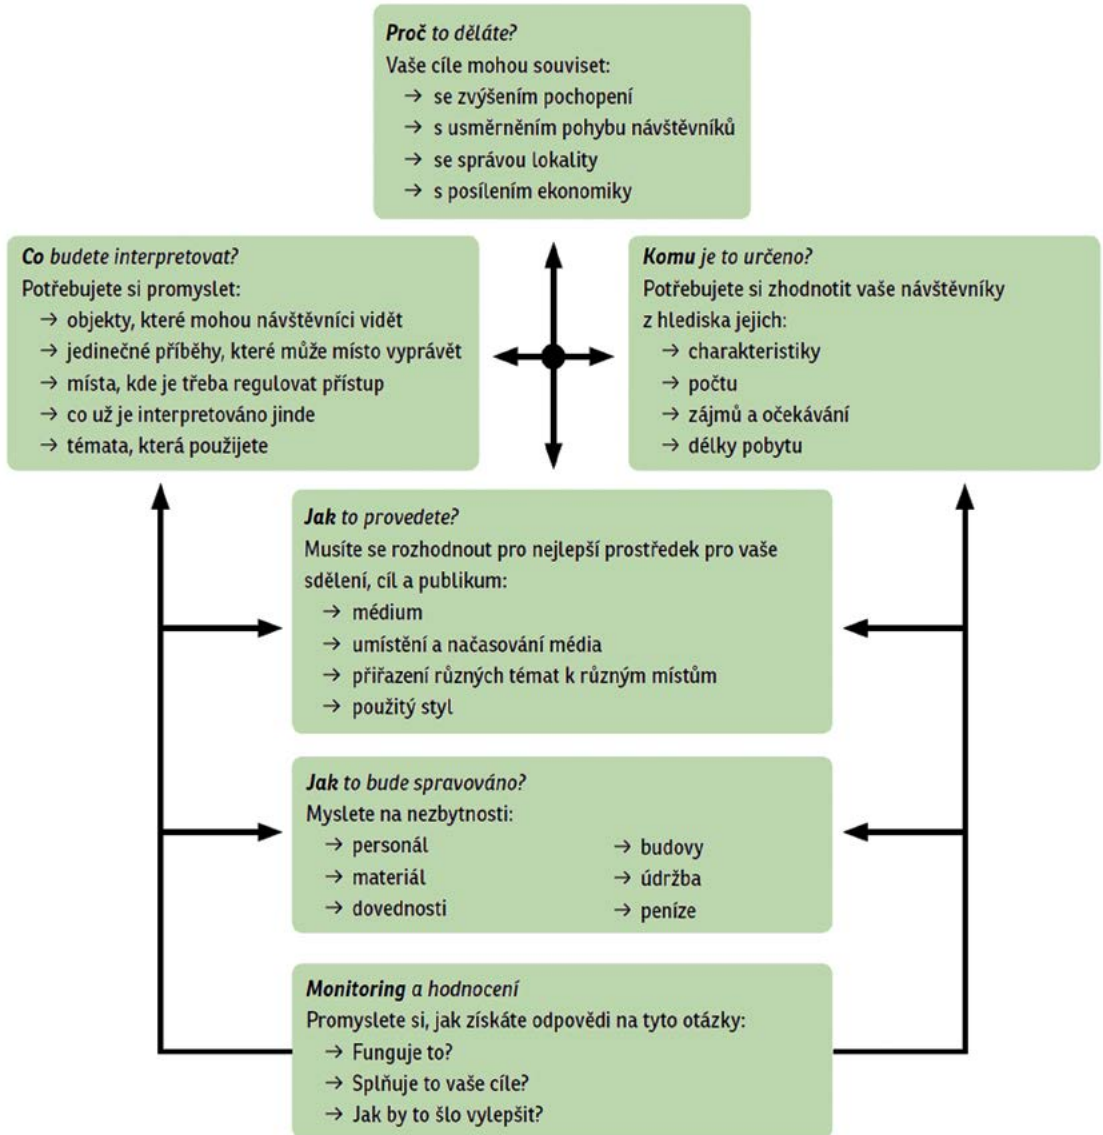 Proč to děláte?
Vaše cíle mohou souviset:
→ se zvýšením pochopení
→ s usměrněním pohybu návštěvníků
→ se správou lokality
→ s posílením ekonomiky
Co budete interpretovat?
Potřebujete si promyslet:
→ objekty, které mohou návštěvníci vidět
→ jedinečné příběhy, které může místo vyprávět
→ místa, kde je třeba regulovat přístup
→ co už je interpretováno jinde
→ témata, která použijete
Komu je to určeno?
Potřebujete si zhodnotit vaše návštěvníky
z hlediska jejich:
→ charakteristiky
→ počtu
→ zájmů a očekávání
→ délky pobytu
Jak to provedete?
Musíte se rozhodnout pro nejlepší prostředek pro vaše
sdělení, cíl a publikum:
→ médium
→ umístění a načasování média
→ přiřazení různých témat k různým místům
→ použitý styl
Jak to bude spravováno?
Myslete na nezbytnosti:
→ personál
→ materiál
→ dovednosti
→ budovy
→ údržba
→ peníze
Monitoring a hodnocení
Promyslete si, jak získáte odpovědi na tyto otázky:
→ Funguje to?
→ Splňuje to vaše cíle?
→ Jak by to šlo vylepšit?